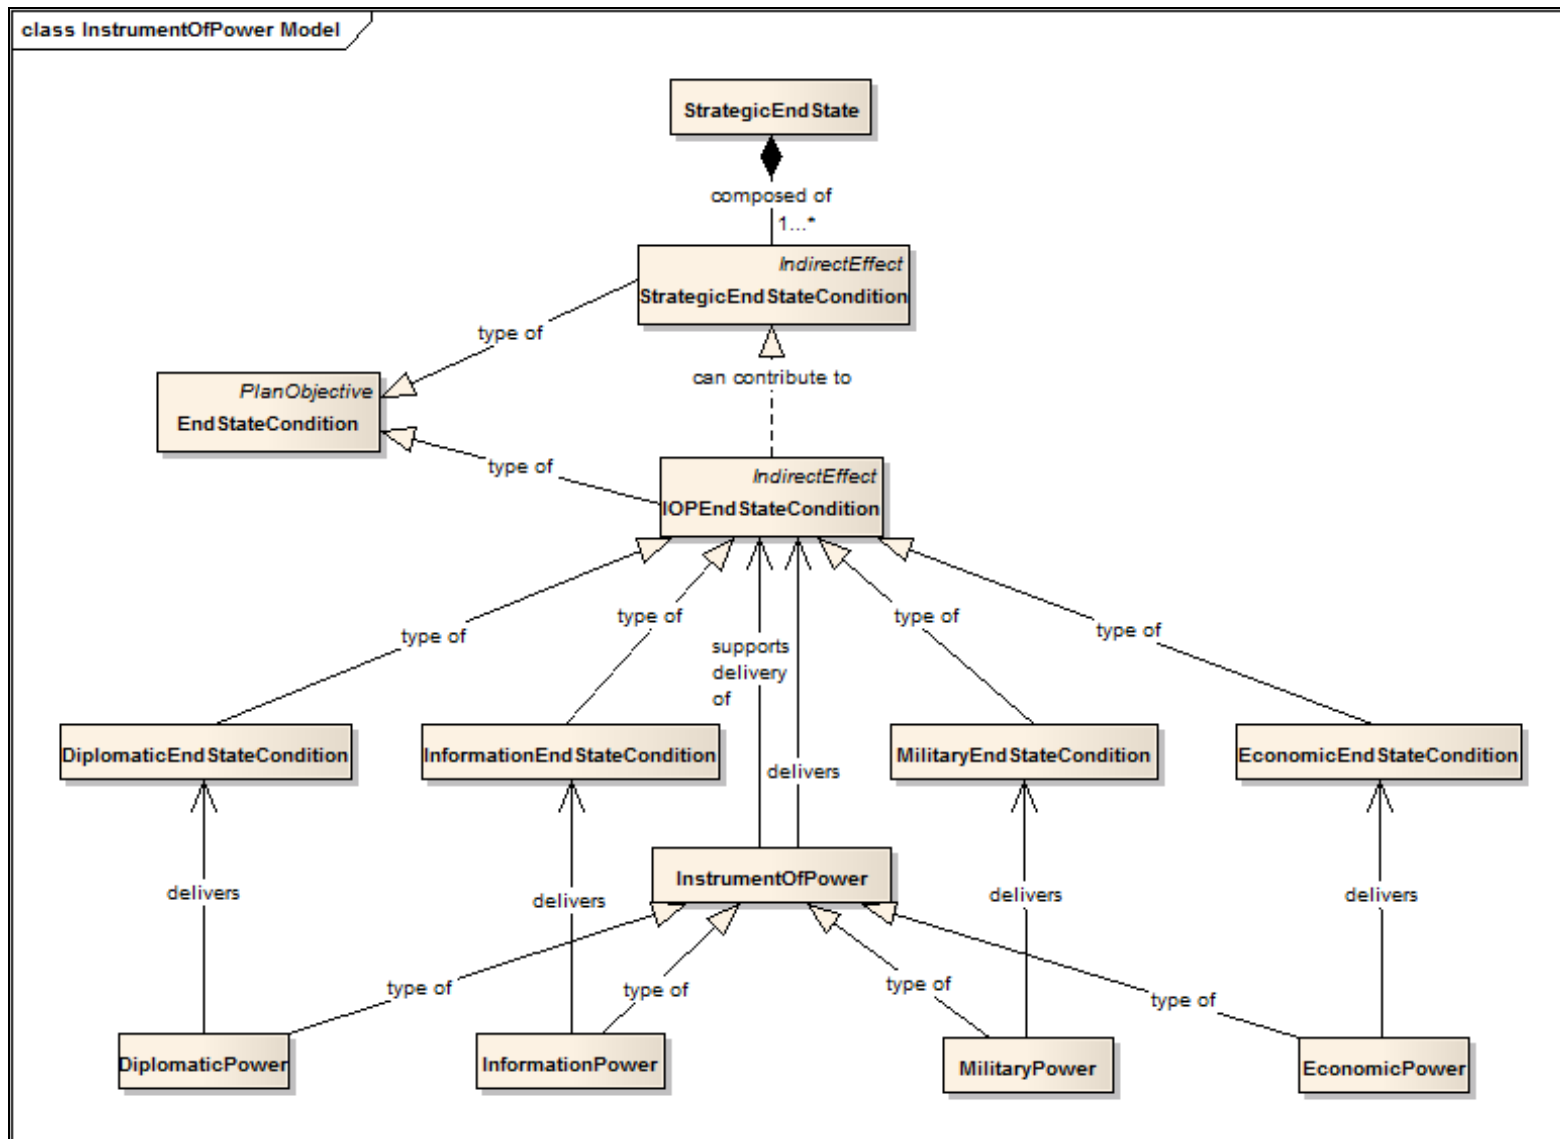 class InstrumentOfPower Model
StrategicEndState
composed of
1...*
IndirectEffect
StrategicEndStateCondition
type of
can contribute to
PlanObjective
EndStateCondition
type of
IndirectEffect
IOPEndStateCondition
type of
type of
supports
delivery
of
type of
type of
DiplomaticEndStateCondition
InformationEndStateCondition
MilitaryEndStateCondition
EconomicEndStateCondition
delivers
InstrumentOfPower
delivers
delivers
delivers
delivers
type of
type of
type of
type of
DiplomaticPower
InformationPower
MilitaryPower
EconomicPower